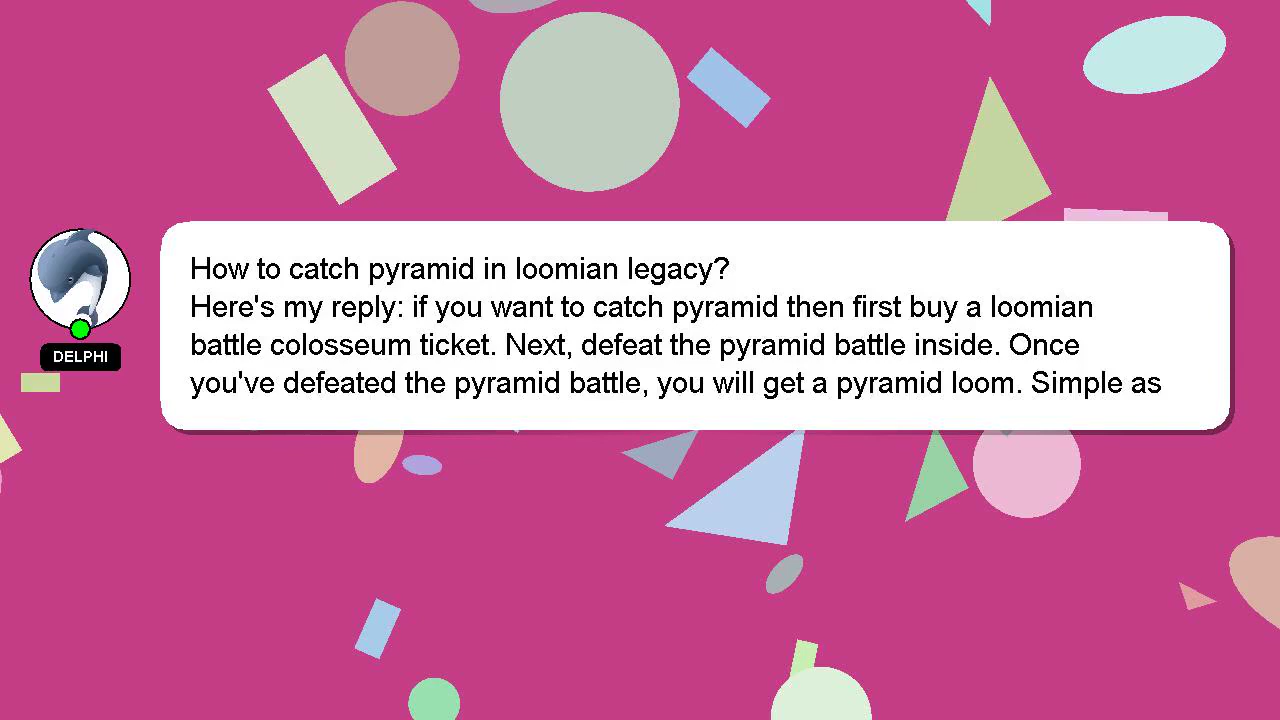 How to catch pyramid in loomian legacy?
Here's my reply: if you want to catch pyramid then first buy a loomian
battle colosseum ticket. Next, defeat the pyramid battle inside. Once
you've defeated the pyramid battle, you will get a pyramid loom. Simple as
DELPHI